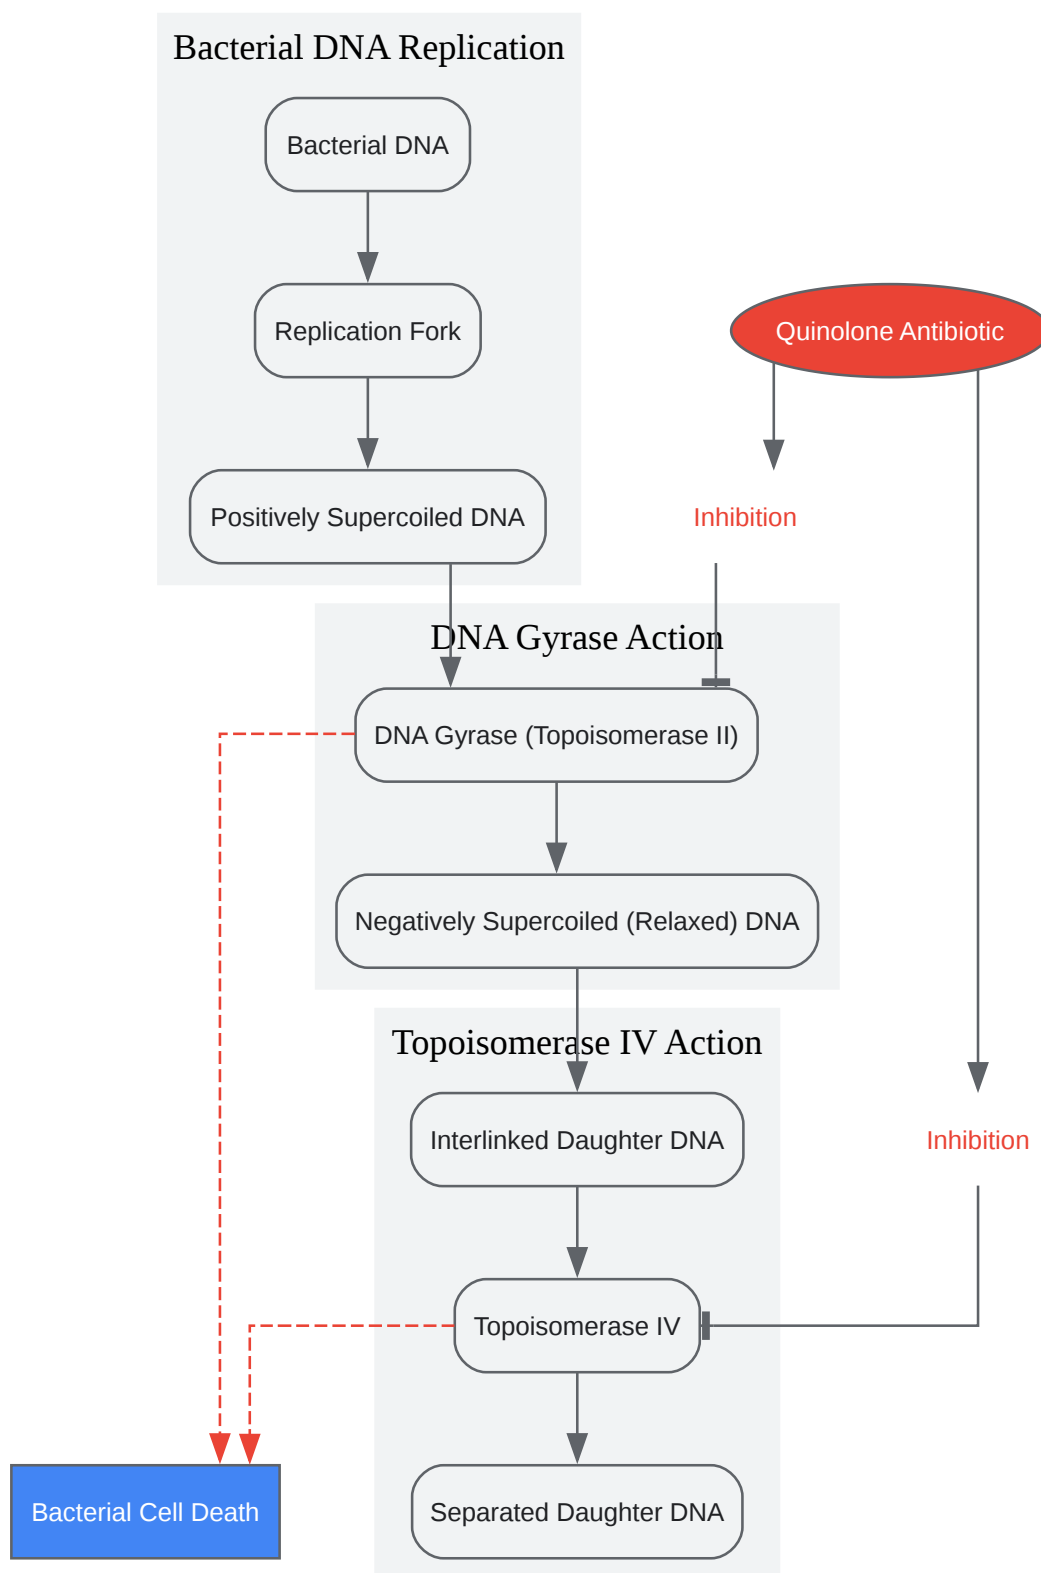 Bacterial DNA Replication
Bacterial DNA
Replication Fork
Quinolone Antibiotic
Positively Supercoiled DNA
Inhibition
DNA Gyrase Action
DNA Gyrase (Topoisomerase II)
Negatively Supercoiled (Relaxed) DNA
Topoisomerase IV Action
Interlinked Daughter DNA
Inhibition
Topoisomerase IV
Bacterial Cell Death
Separated Daughter DNA